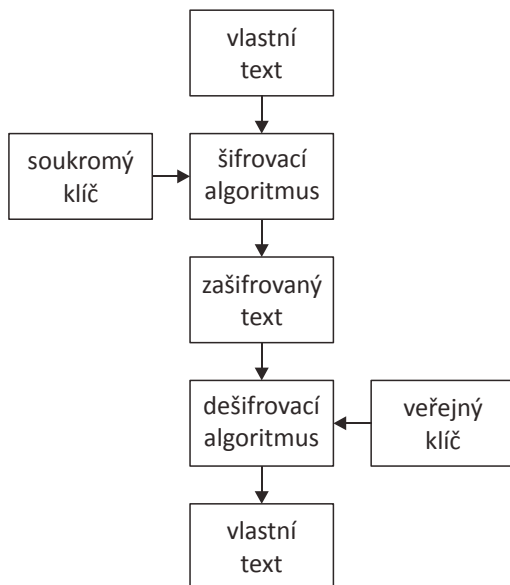 vlastní
text
soukromý
klíč
šifrovací
algoritmus
zašifrovaný
text
dešifrovací
algoritmus
veřejný
klíč
vlastní
text